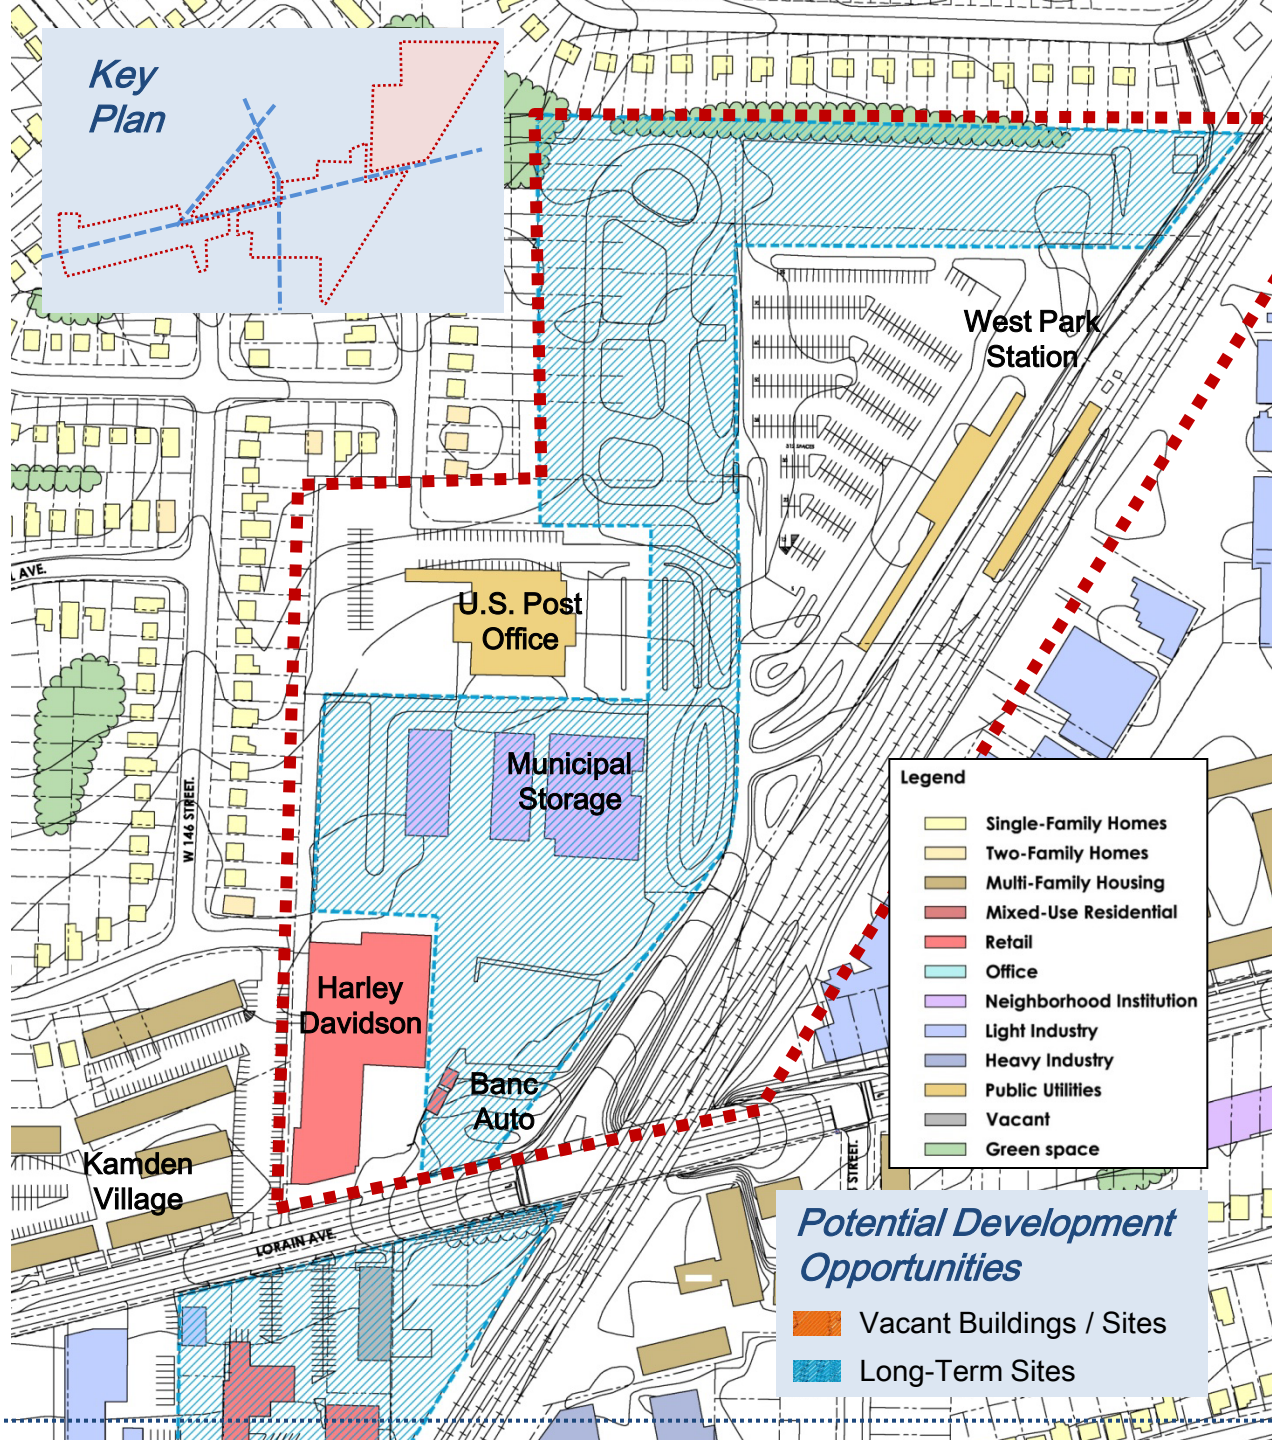 Key
Plan
West Park
Station
512 SPACES
L AVE.
U.S. Post
Office
Municipal
Storage
W 146 STREET.
Harley
Davidson
Banc
Auto
Kamden
Village
LORAIN AVE.
STREET.
Legend
Single-Family Homes
Two-Family Homes
Multi-Family Housing
Mixed-Use Residential
Retail
Office
Neighborhood Institution
Light Industry
Heavy Industry
Public Utilities
Vacant
Green space
Potential Development
Opportunities
Vacant Buildings / Sites
Long-Term Sites